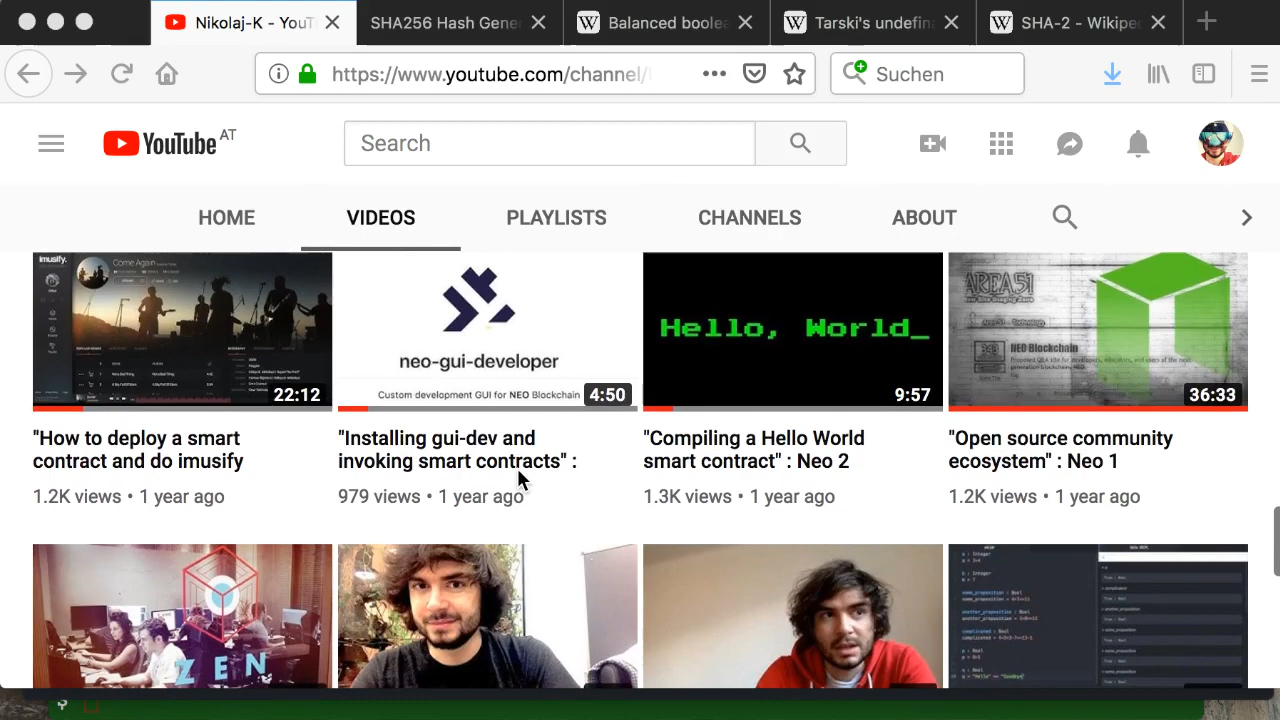 Nikolaj-K - YouT
SHA256 Hash Gene
Balanced boolea
Tarski's undefina
SHA-2 - Wikiped
https://www.youtube.com/channel/
Suchen
YouTube AT
Search
HOME
VIDEOS
PLAYLISTS
CHANNELS
ABOUT
imusify.
Come Again
22:12
neo-gui-developer
Custom development GUI for NEO Blockchain
4:50
Hello, World_
9:57
AREA51
NEO Blockchain
36:33
"How to deploy a smart
contract and do imusify
1.2K views • 1 year ago
"Installing gui-dev and
invoking smart contracts" :
979 views • 1 year ago
"Compiling a Hello World
smart contract" : Neo 2
1.3K views • 1 year ago
"Open source community
ecosystem" : Neo 1
1.2K views • 1 year ago
ZEN